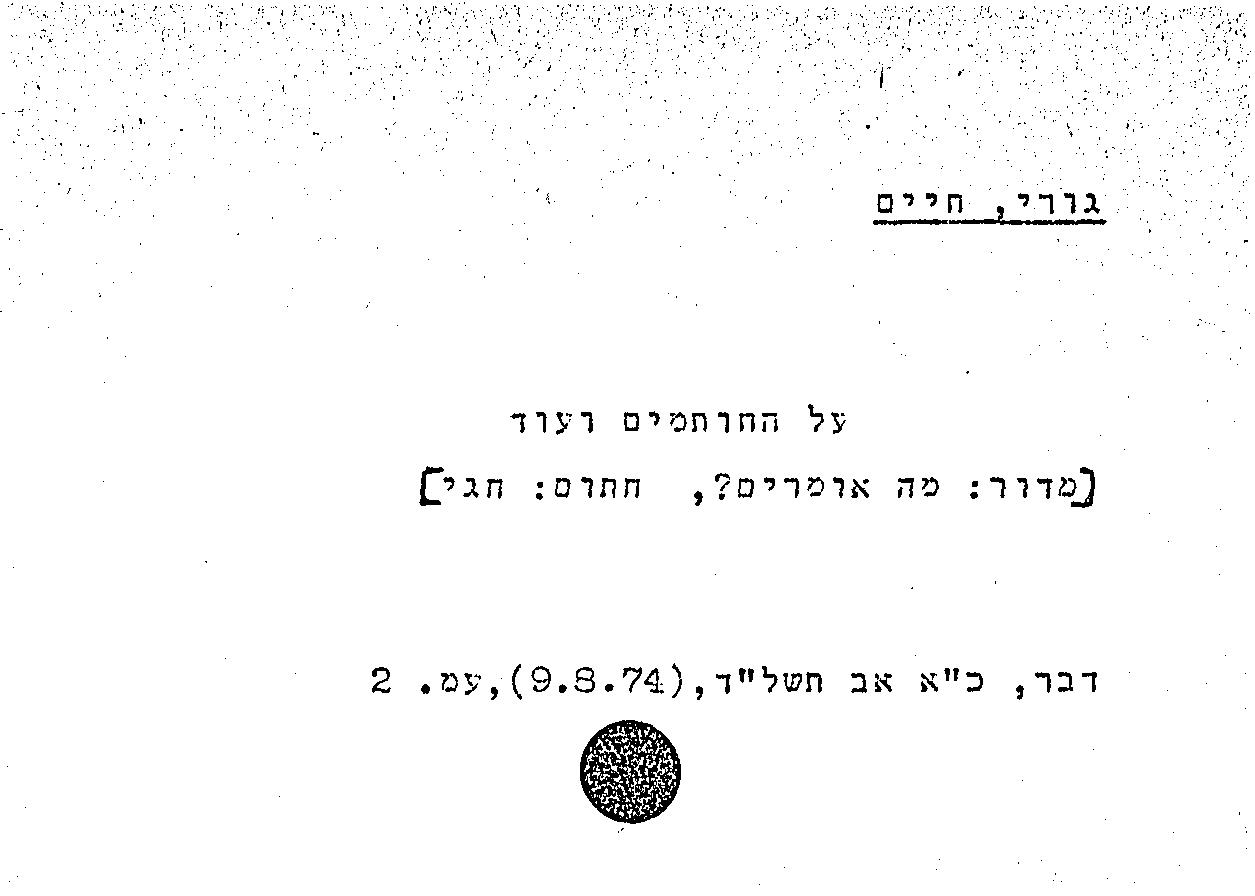 גורי, חיים
על החותמים ועוד
[מדור: מה אומרים?, חתום: חגי]
דבר, כ"א אב תשל"ד,(9.8.74),עמ. 2